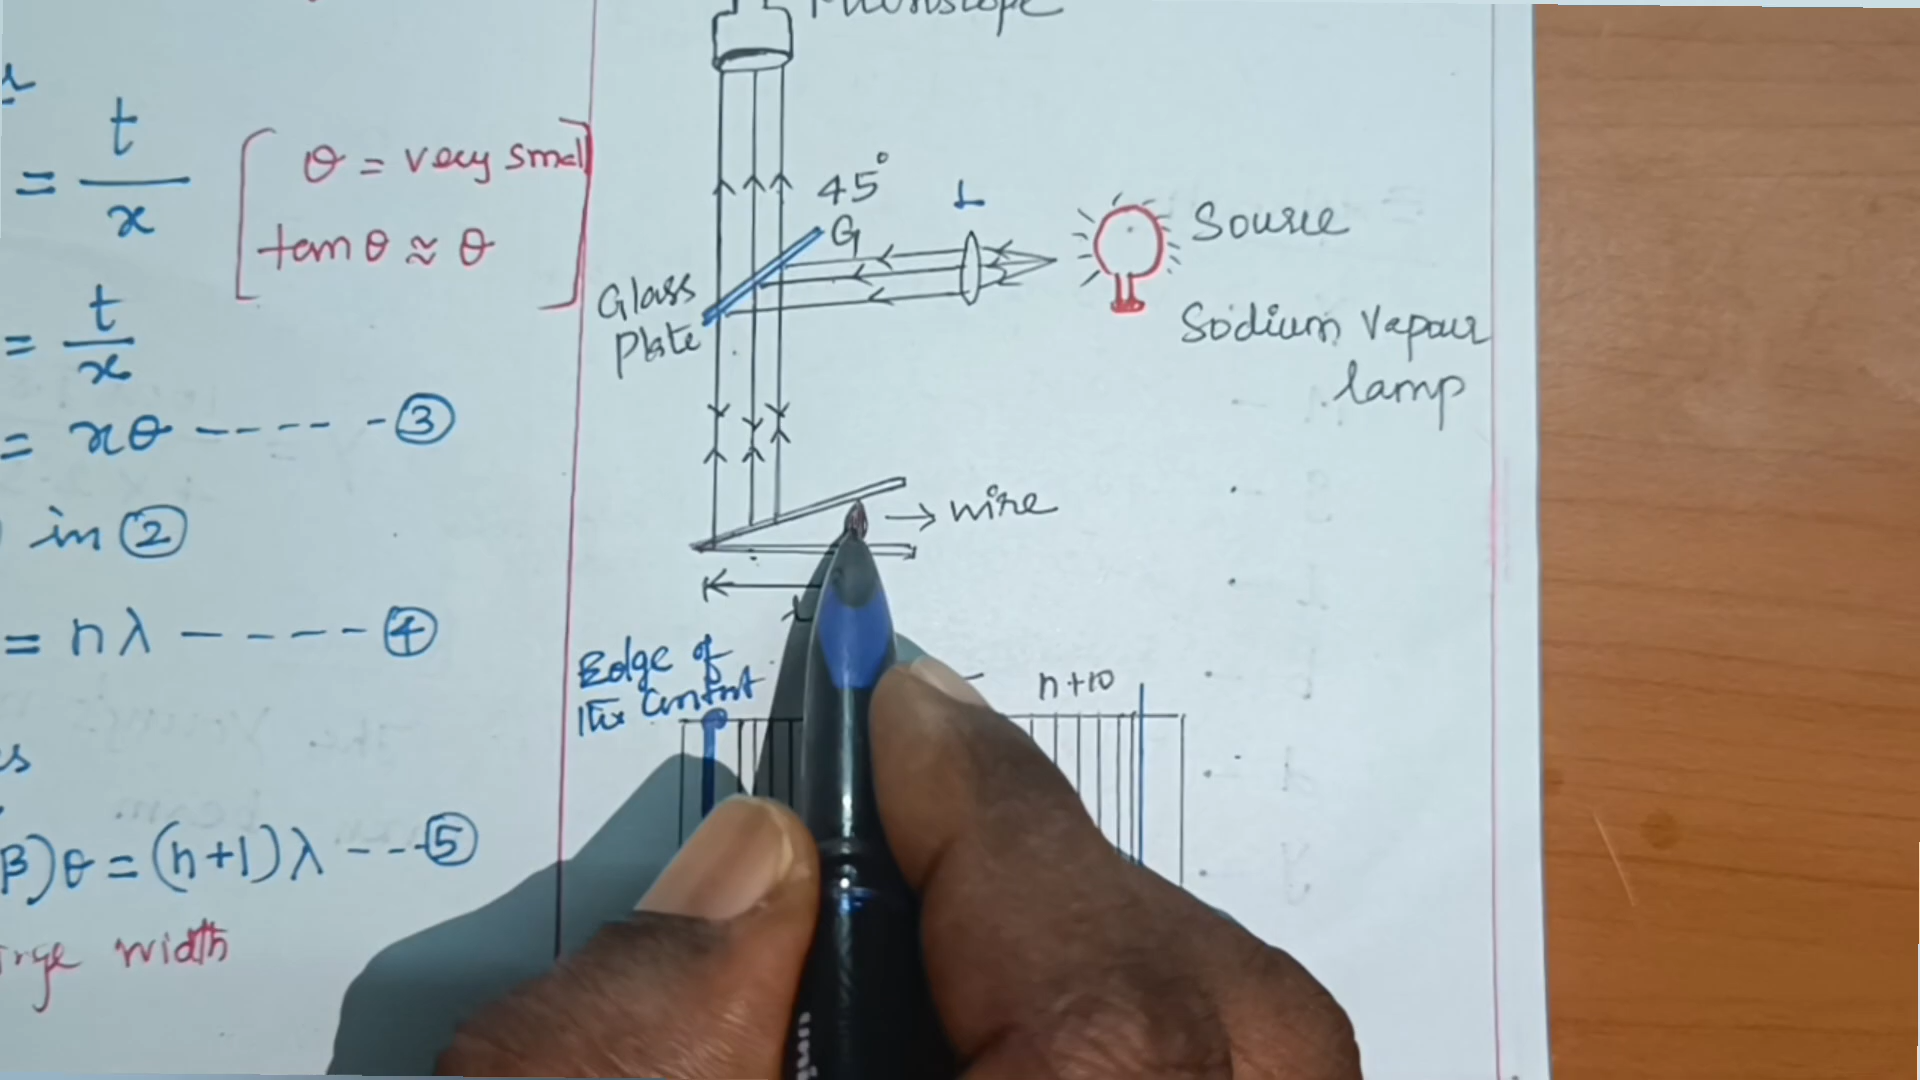 = t/x
[ θ = very small
tan θ ≈ θ ]
= t/x
= xθ ----- ③
in ②
= nλ ----- ④
β)θ = (n+1)λ --- ⑤
width
Microscope
45°
G
L
Glass
Plate
Source
Sodium Vapour
lamp
→ wire
Edge of
the Contact
n+10